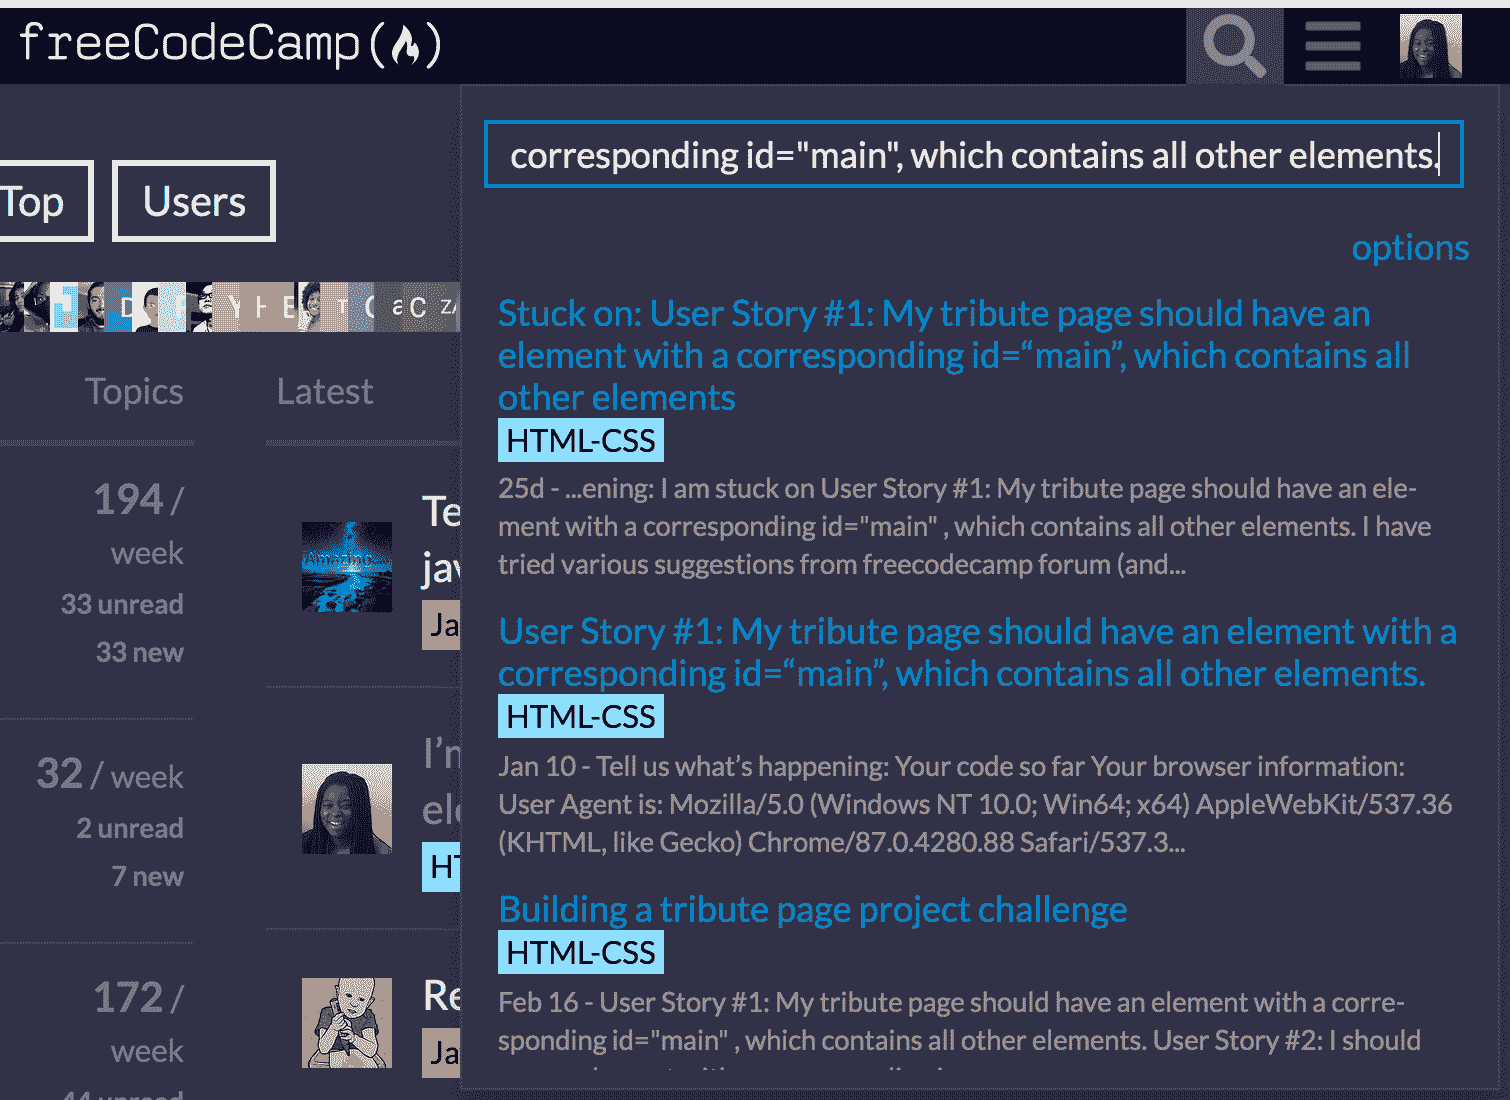 freeCodeCamp(🔥)
corresponding id="main", which contains all other elements.
Top
Users
options
Topics
Latest
194 /
week
33 unread
33 new
Te
jav
Ja
32 / week
2 unread
7 new
I'm
ele
HT
172 /
week
44 unread
Re
Ja
Stuck on: User Story #1: My tribute page should have an
element with a corresponding id=“main”, which contains all
other elements
HTML-CSS
25d - ...ening: I am stuck on User Story #1: My tribute page should have an ele-
ment with a corresponding id="main" , which contains all other elements. I have
tried various suggestions from freecodecamp forum (and...
User Story #1: My tribute page should have an element with a
corresponding id=“main”, which contains all other elements.
HTML-CSS
Jan 10 - Tell us what’s happening: Your code so far Your browser information:
User Agent is: Mozilla/5.0 (Windows NT 10.0; Win64; x64) AppleWebKit/537.36
(KHTML, like Gecko) Chrome/87.0.4280.88 Safari/537.3...
Building a tribute page project challenge
HTML-CSS
Feb 16 - User Story #1: My tribute page should have an element with a corre-
sponding id="main" , which contains all other elements. User Story #2: I should